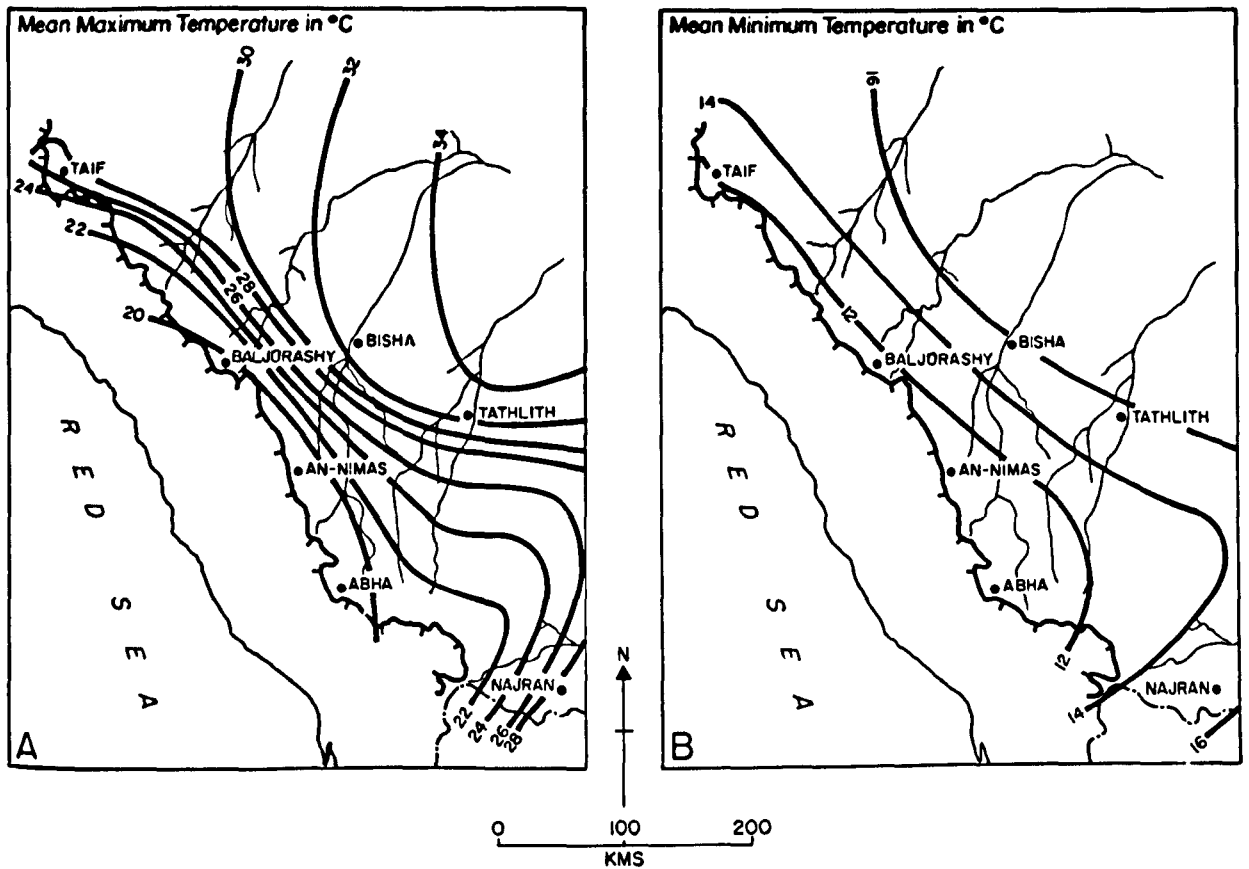 Mean Maximum Temperature in °C
30
32
34
TAIF
24
22
28
26
20
BALJORASHY
BISHA
TATHLITH
AN-NIMAS
ABHA
NAJRAN
22
24
26
28
RED SEA
A
Mean Minimum Temperature in °C
14
16
TAIF
12
BALJORASHY
BISHA
TATHLITH
AN-NIMAS
ABHA
12
NAJRAN
14
16
RED SEA
B
N
0 100 200
KMS